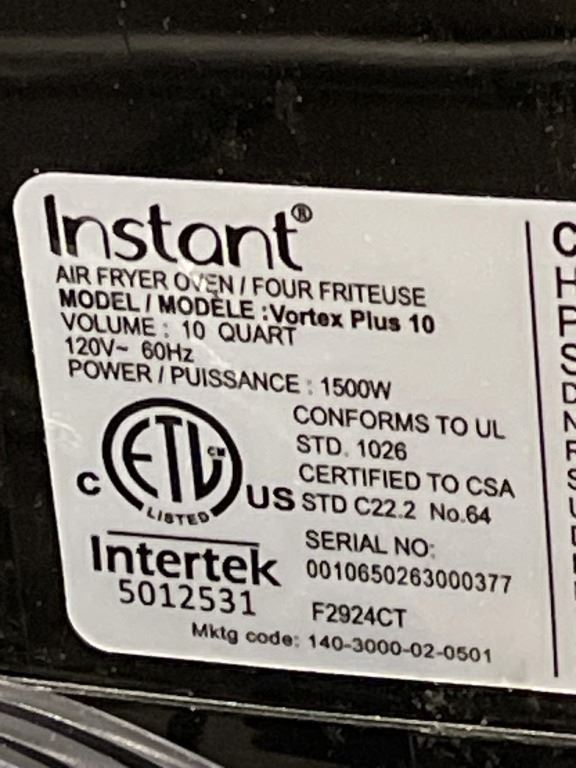 Instant®
AIR FRYER OVEN / FOUR FRITEUSE
MODEL / MODÈLE : Vortex Plus 10
VOLUME : 10 QUART
120V~ 60Hz
POWER / PUISSANCE : 1500W
C ETL CM US
LISTED
Intertek
5012531
CONFORMS TO UL
STD. 1026
CERTIFIED TO CSA
STD C22.2 No.64
SERIAL NO:
0010650263000377
F2924CT
Mktg code: 140-3000-02-0501